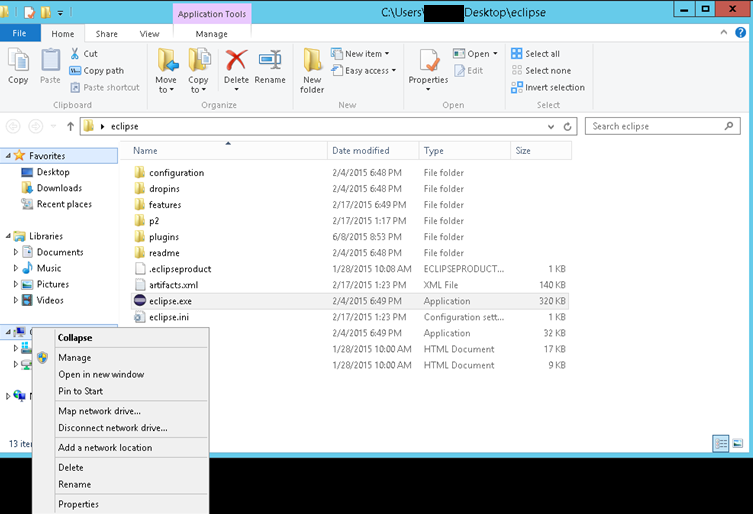 Application Tools
C:\Users\ Desktop\eclipse
File Home Share View Manage
Copy
Paste
Cut
Copy path
Paste shortcut
Clipboard
Move to
Copy to
Delete
Rename
Organize
New folder
New item
Easy access
New
Properties
Open
Edit
Open
Select all
Select none
Invert selection
Select
eclipse
Search eclipse
Name Date modified Type Size
Favorites
Desktop
Downloads
Recent places
Libraries
Documents
Music
Pictures
Videos
configuration 2/4/2015 6:48 PM File folder
dropins 2/4/2015 6:48 PM File folder
features 2/17/2015 6:49 PM File folder
p2 2/17/2015 1:17 PM File folder
plugins 6/8/2015 8:53 PM File folder
readme 2/4/2015 6:48 PM File folder
.eclipseproduct 1/28/2015 10:08 AM ECLIPSEPRODUCT... 1 KB
artifacts.xml 2/17/2015 1:23 PM XML File 140 KB
eclipse.exe 2/4/2015 6:49 PM Application 320 KB
eclipse.ini 2/17/2015 1:23 PM Configuration sett... 1 KB
2/4/2015 6:49 PM Application 32 KB
1/28/2015 10:00 AM HTML Document 17 KB
1/28/2015 10:00 AM HTML Document 9 KB
Collapse
Manage
Open in new window
Pin to Start
Map network drive...
Disconnect network drive...
Add a network location
Delete
Rename
Properties
13 ite